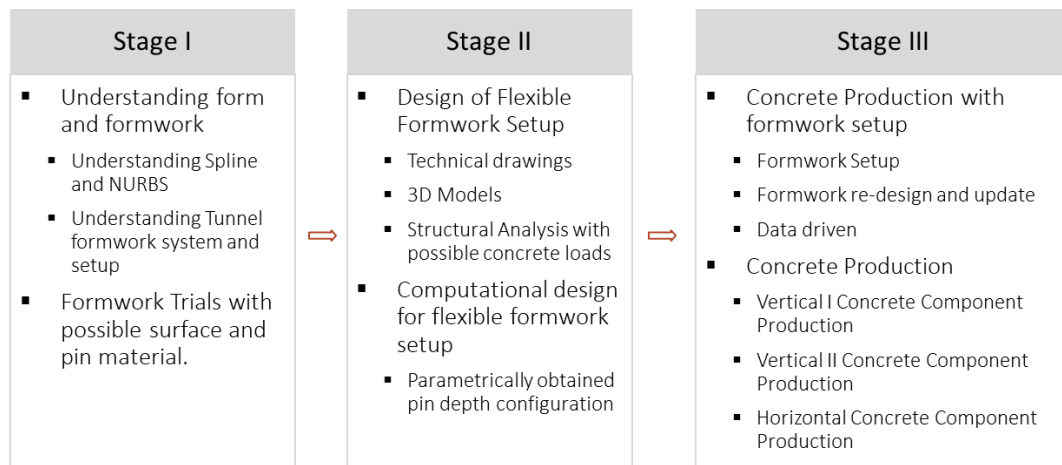 Stage I
Understanding form
and formwork
Understanding Spline
and NURBS
Understanding Tunnel
formwork system and
setup
Formwork Trials with
possible surface and
pin material.
Stage II
Design of Flexible
Formwork Setup
Technical drawings
3D Models
Structural Analysis with
possible concrete loads
Computational design
for flexible formwork
setup
Parametrically obtained
pin depth configuration
Stage III
Concrete Production with
formwork setup
Formwork Setup
Formwork re-design and update
Data driven
Concrete Production
Vertical I Concrete Component
Production
Vertical II Concrete Component
Production
Horizontal Concrete Component
Production